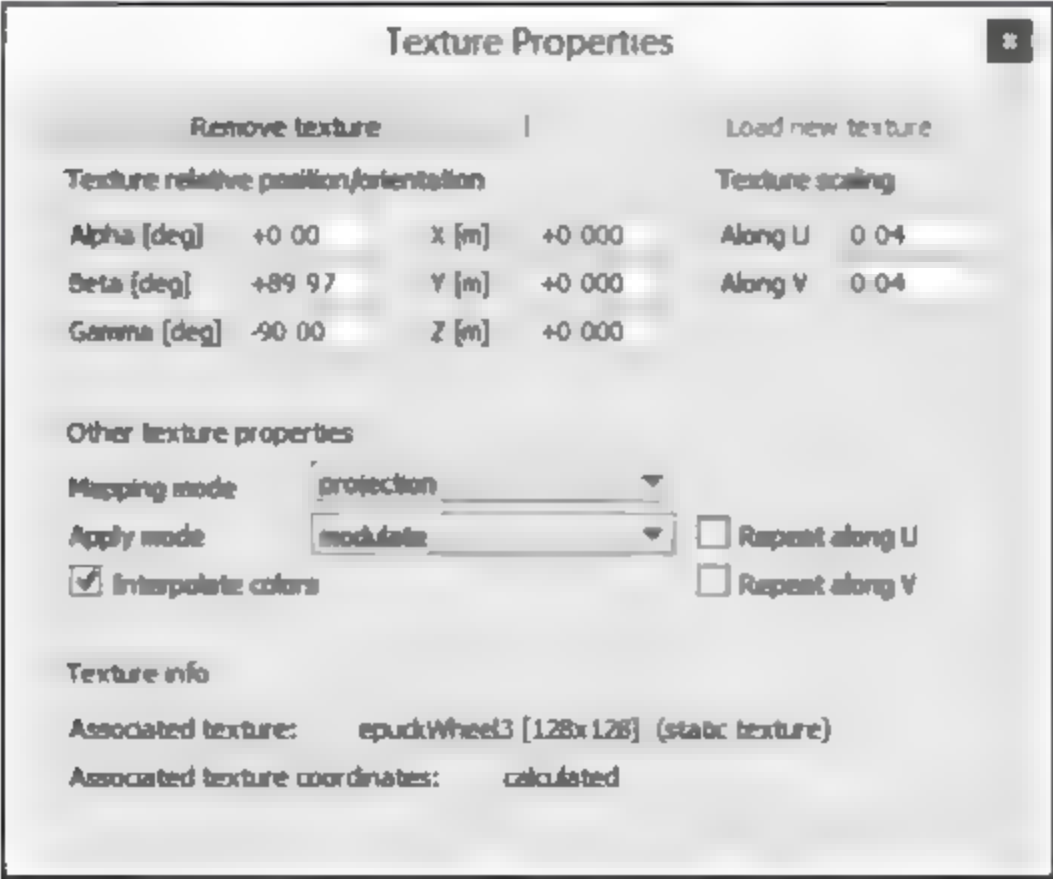 Texture Properties
Remove texture Load new texture
Texture relative position/orientation Texture scaling
Alpha [deg] +0 00 X [m] +0 000 Along U 0 04
Beta [deg] +89 97 Y [m] +0 000 Along V 0 04
Gamma [deg] -90 00 Z [m] +0 000
Other texture properties
Mapping mode projection
Apply mode modulate Repeat along U
Interpolate colors Repeat along V
Texture info
Associated texture: epuckWheel3 [128x128] (static texture)
Associated texture coordinates: calculated